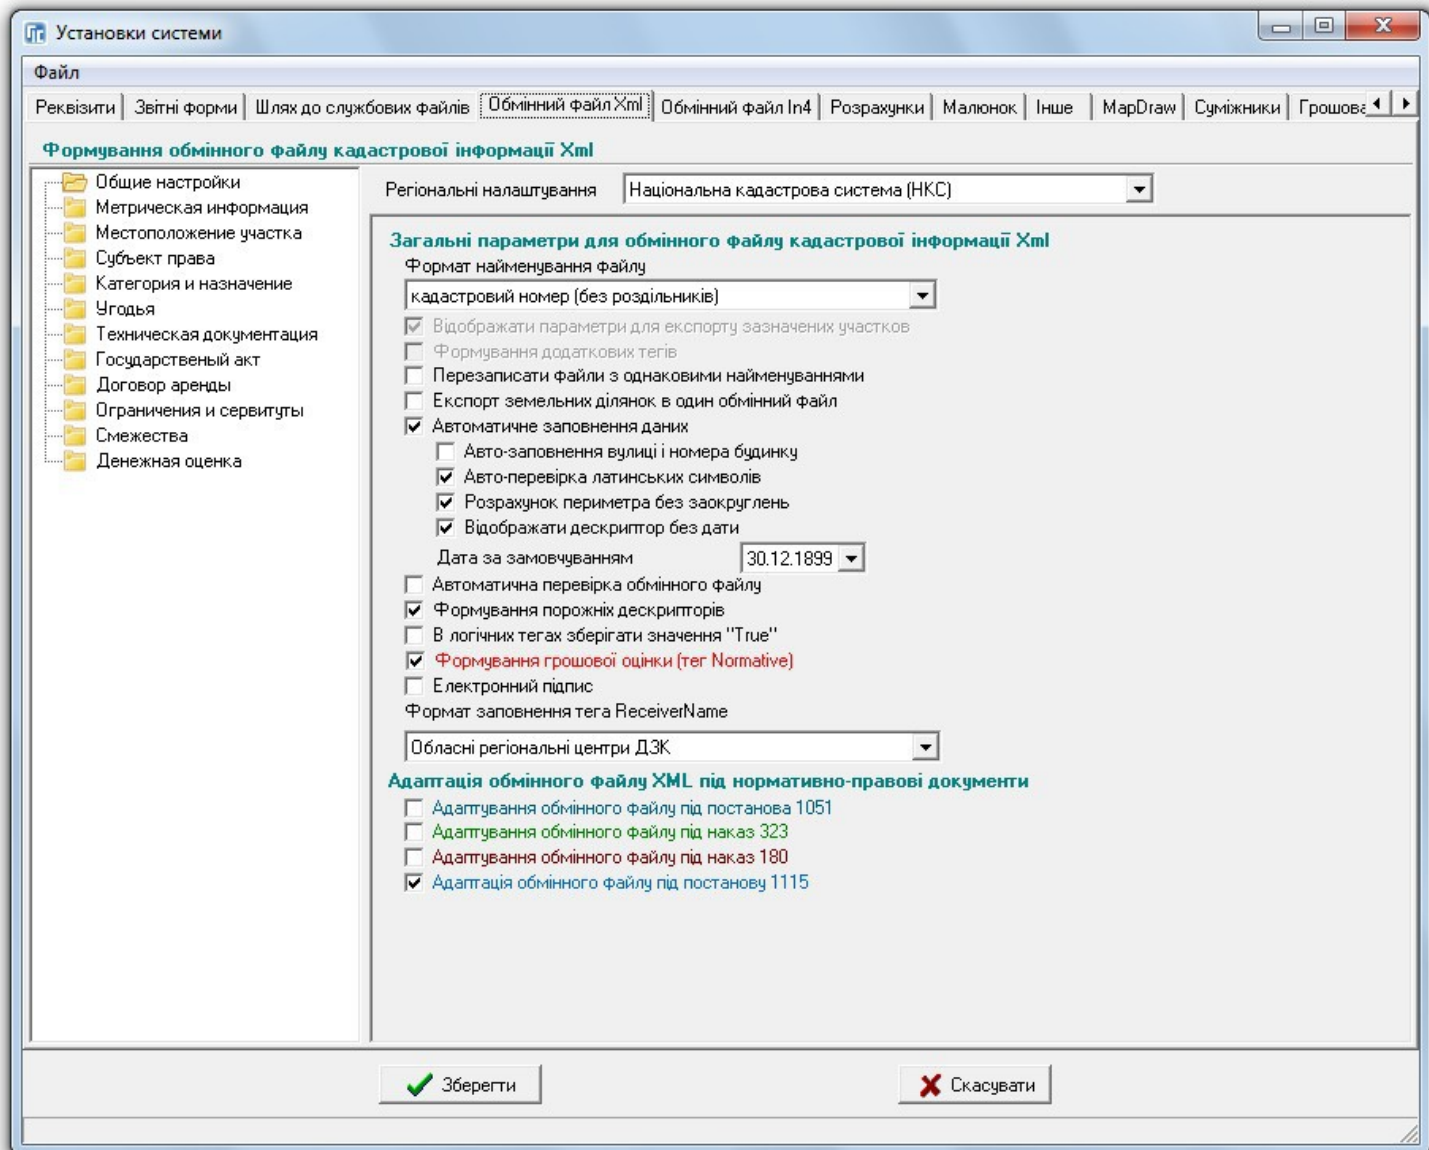 Установки системи
Файл
Реквізити Звітні форми Шлях до службових файлів Обмінний файл Xml Обмінний файл In4 Розрахунки Малюнок Інше MapDraw Суміжники Грошова
Формування обмінного файлу кадастрової інформації Xml
Общие настройки
Метрическая информация
Местоположение участка
Субъект права
Категория и назначение
Угодья
Техническая документация
Государственый акт
Договор аренды
Ограничения и сервитуты
Смежества
Денежная оценка
Регіональні налаштування Національна кадастрова система (НКС)
Загальні параметри для обмінного файлу кадастрової інформації Xml
Формат найменування файлу
кадастровий номер (без роздільників)
Відображати параметри для експорту зазначених участков
Формування додаткових тегів
Перезаписати файли з однаковими найменуваннями
Експорт земельних ділянок в один обмінний файл
Автоматичне заповнення даних
Авто-заповнення вулиці і номера будинку
Авто-перевірка латинських символів
Розрахунок периметра без заокруглень
Відображати дескриптор без дати
Дата за замовчуванням 30.12.1899
Автоматична перевірка обмінного файлу
Формування порожніх дескрипторів
В логічних тегах зберігати значення "True"
Формування грошової оцінки (тег Normative)
Електронний підпис
Формат заповнення тега ReceiverName
Обласні регіональні центри ДЗК
Адаптація обмінного файлу XML під нормативно-правові документи
Адаптування обмінного файлу під постанова 1051
Адаптування обмінного файлу під наказ 323
Адаптування обмінного файлу під наказ 180
Адаптація обмінного файлу під постанову 1115
Зберегти Скасувати